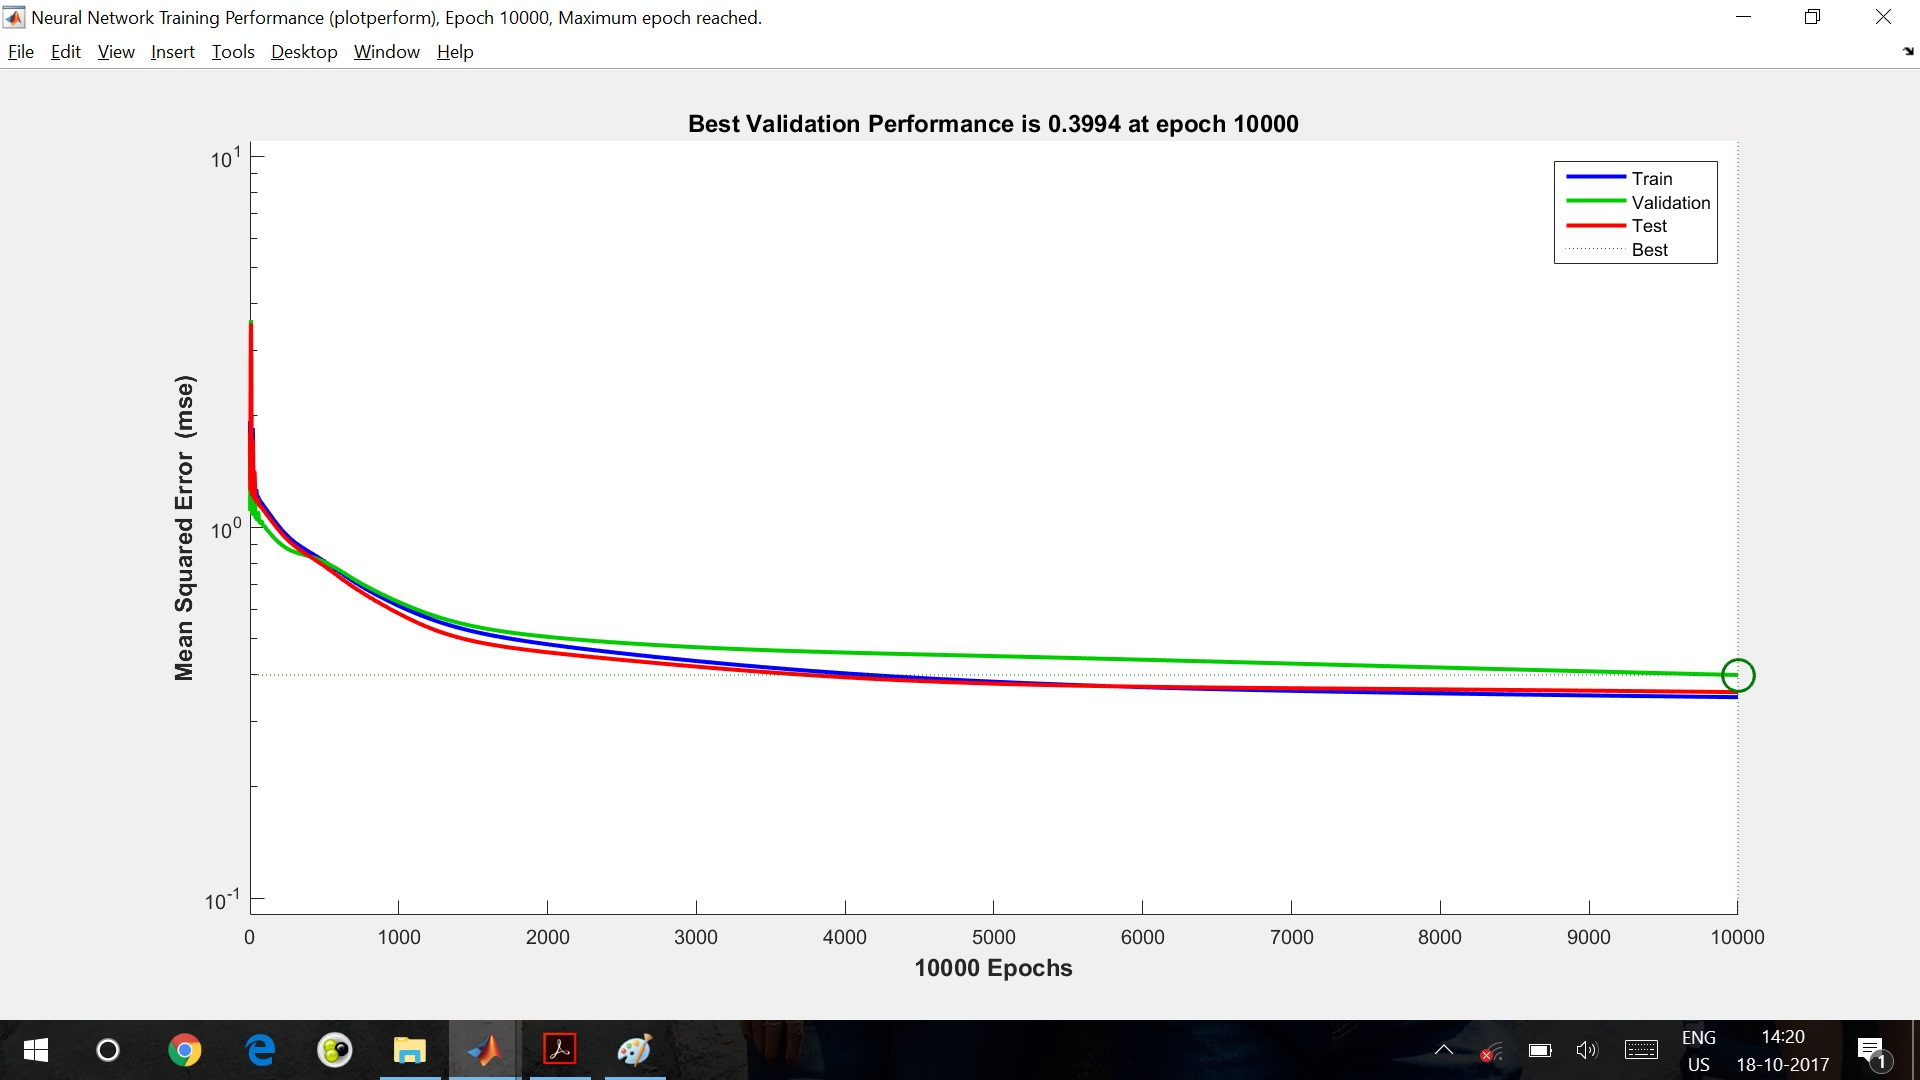 Neural Network Training Performance (plotperform), Epoch 10000, Maximum epoch reached.
File Edit View Insert Tools Desktop Window Help
Best Validation Performance is 0.3994 at epoch 10000
10^1
10^0
10^-1
Mean Squared Error (mse)
Train
Validation
Test
Best
0 1000 2000 3000 4000 5000 6000 7000 8000 9000 10000
10000 Epochs
ENG
US
14:20
18-10-2017
1